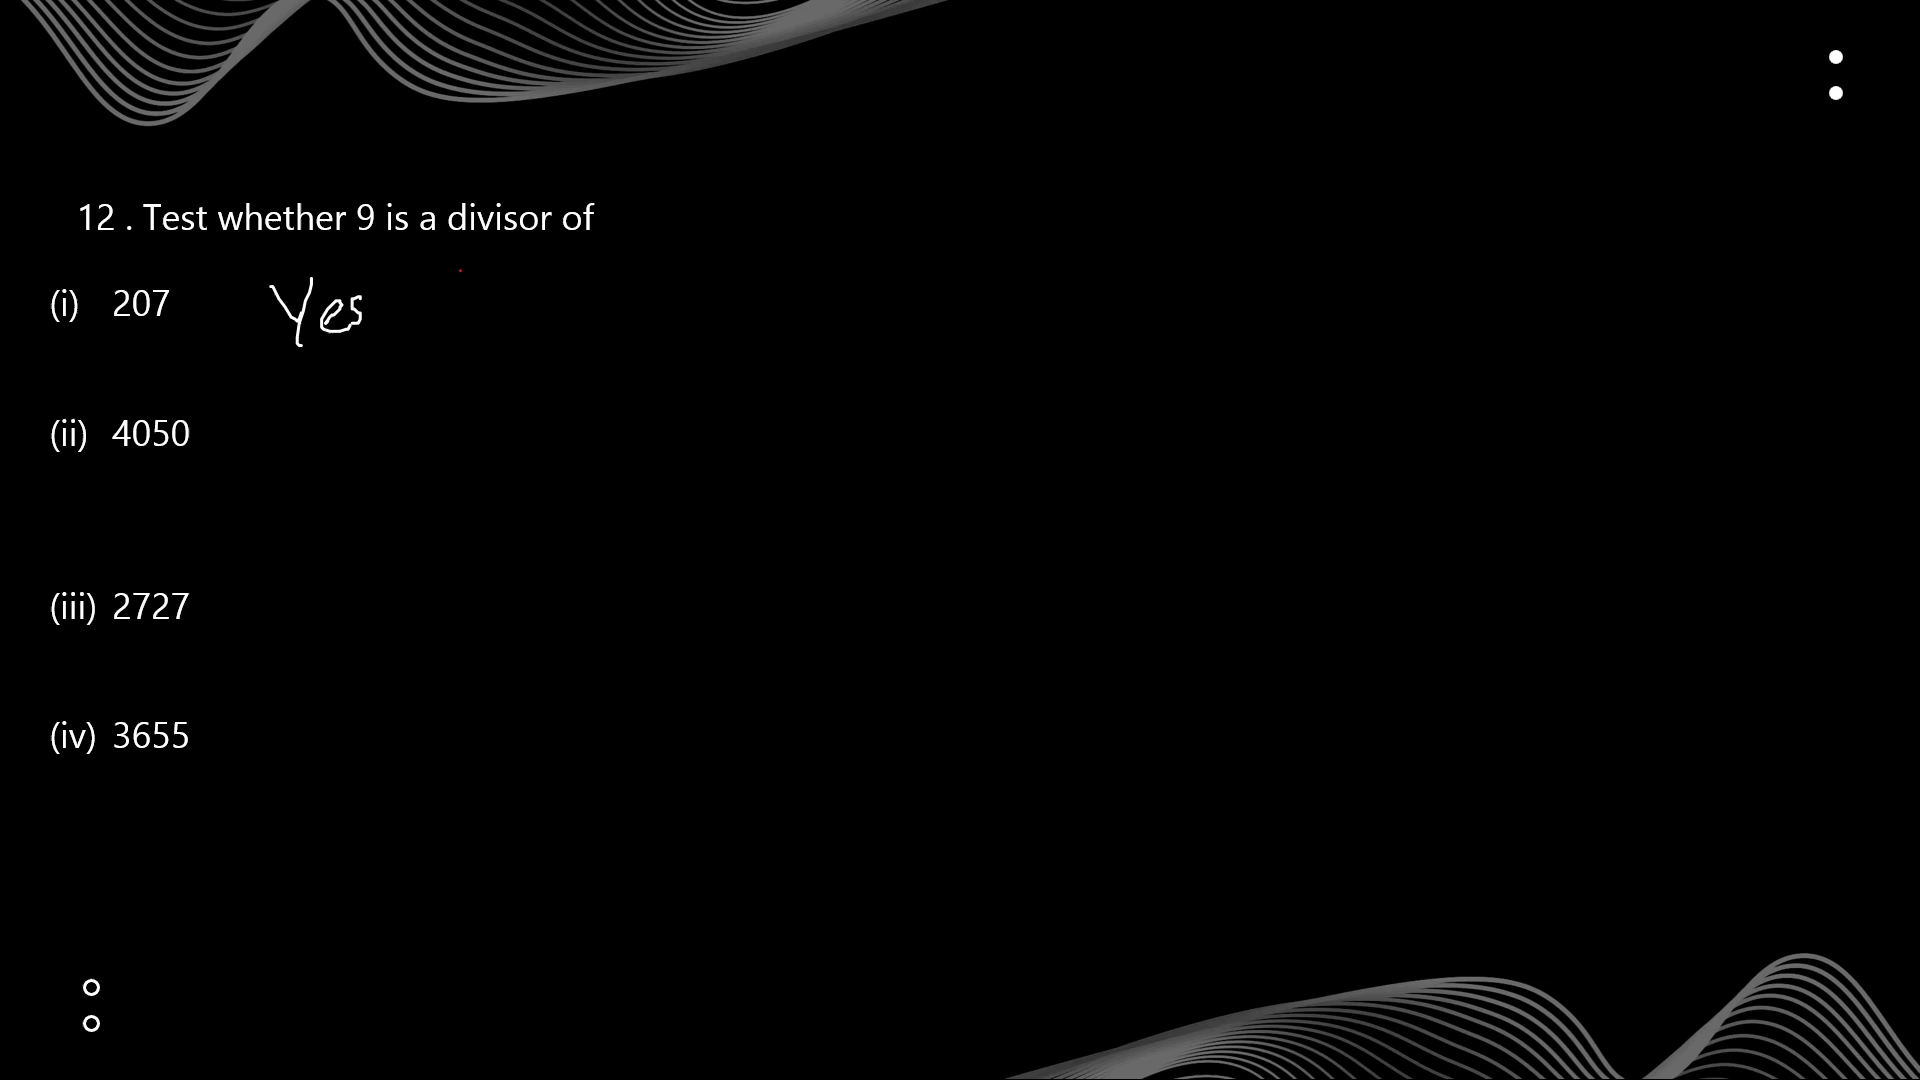 12 . Test whether 9 is a divisor of
(i) 207 Yes
(ii) 4050
(iii) 2727
(iv) 3655